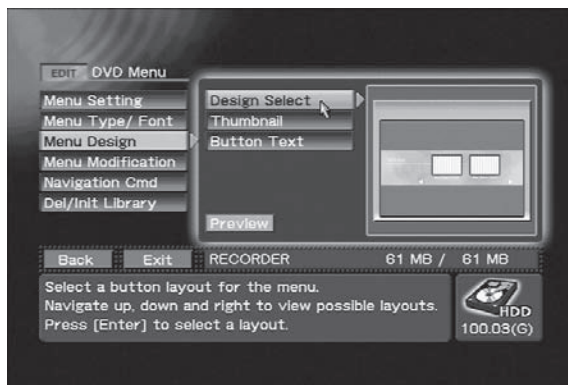 EDIT DVD Menu
Menu Setting
Menu Type/ Font
Menu Design
Menu Modification
Navigation Cmd
Del/Init Library
Design Select
Thumbnail
Button Text
Preview
Back Exit RECORDER 61 MB / 61 MB
Select a button layout for the menu.
Navigate up, down and right to view possible layouts.
Press [Enter] to select a layout.
HDD
100.03(G)